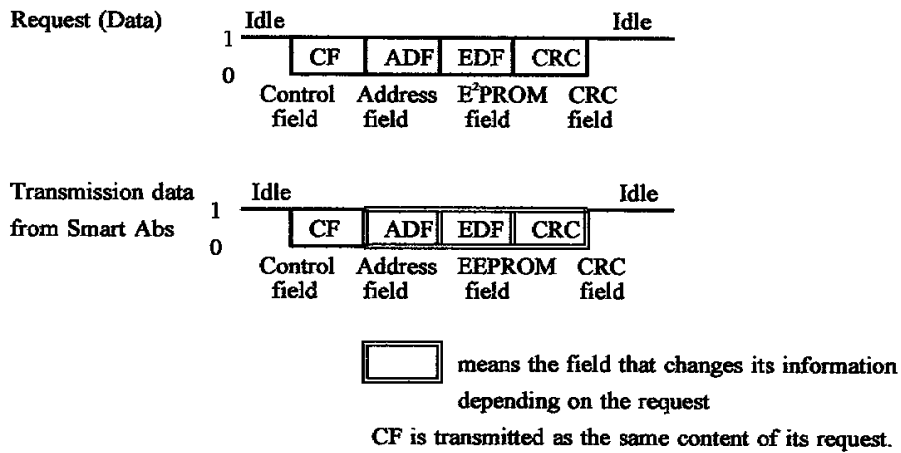 Request (Data)
Idle
Idle
1
CF ADF EDF CRC
0
Control Address E²PROM CRC
field field field field
Transmission data
from Smart Abs
Idle
Idle
1
CF ADF EDF CRC
0
Control Address EEPROM CRC
field field field field
means the field that changes its information
depending on the request
CF is transmitted as the same content of its request.